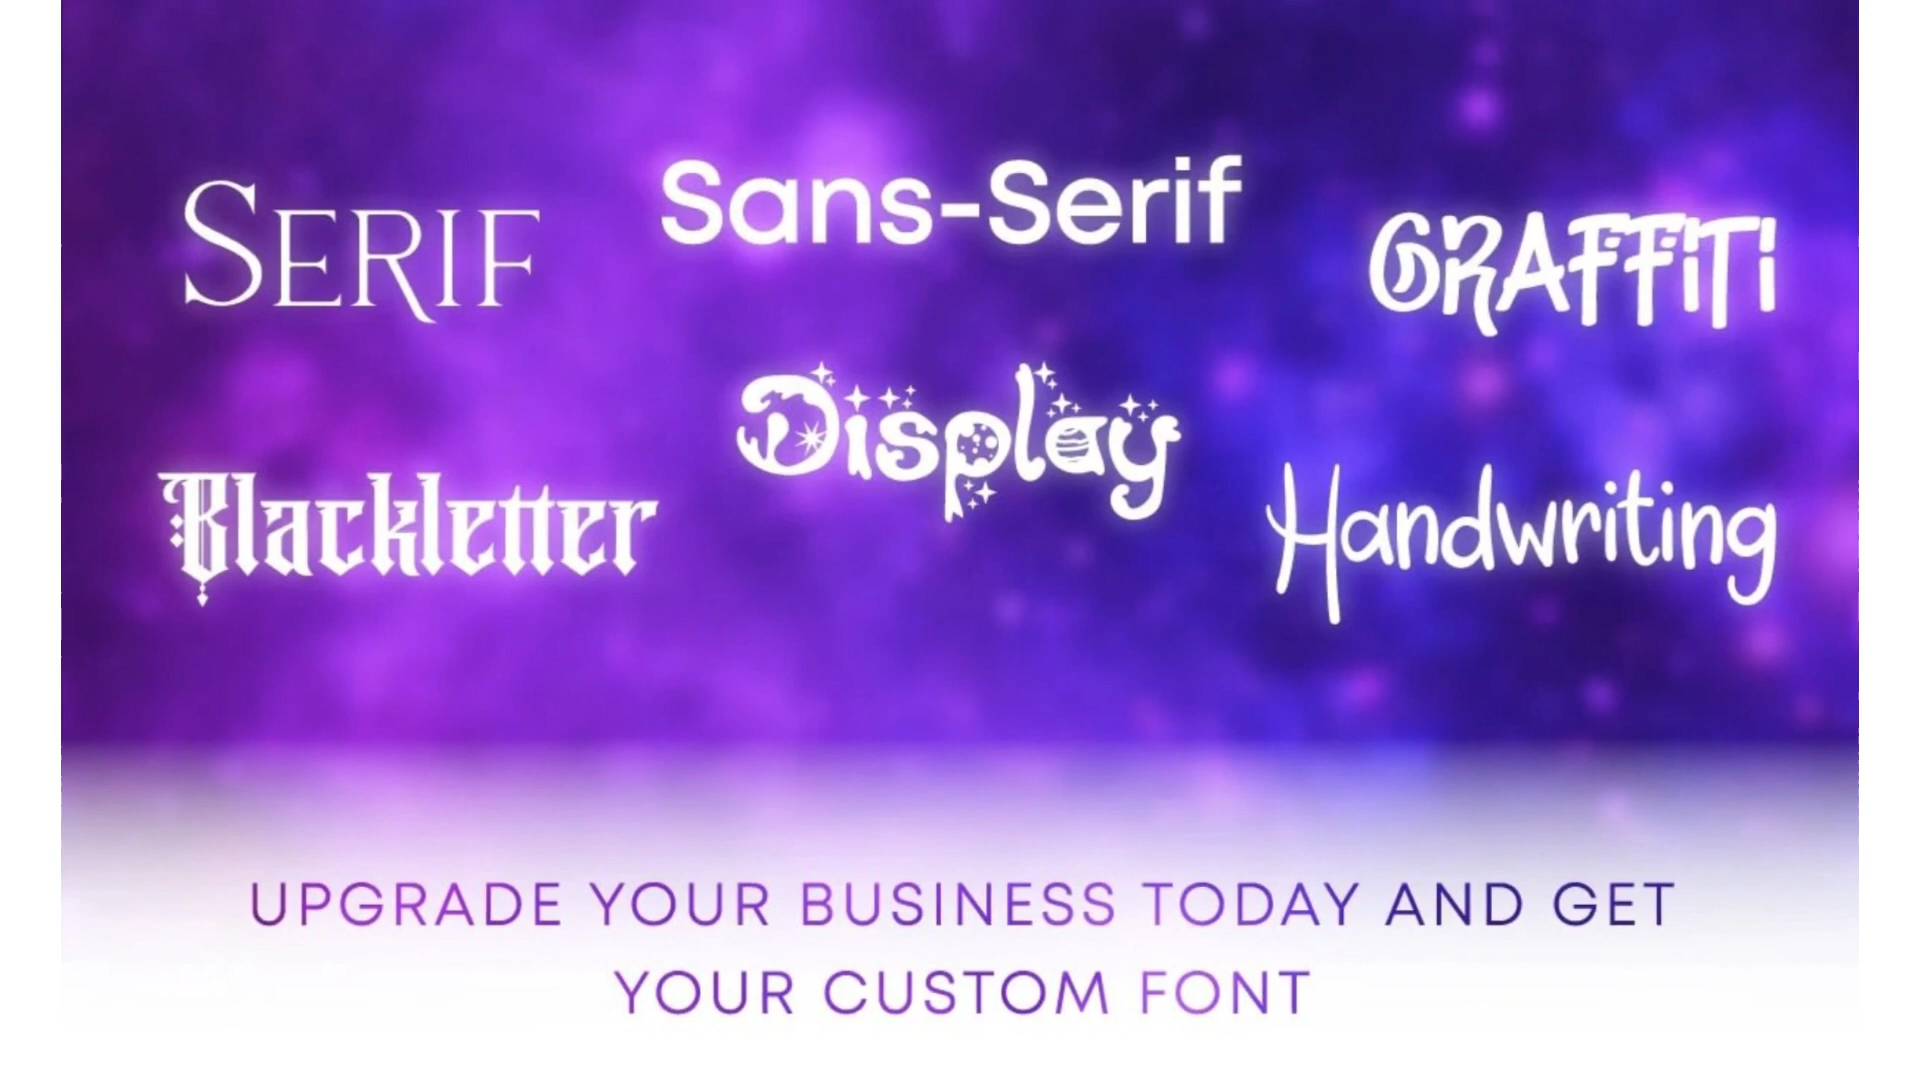 SERIF
Sans-Serif
GRAFFiTi
Display
Blackletter
Handwriting
UPGRADE YOUR BUSINESS TODAY AND GET
YOUR CUSTOM FONT